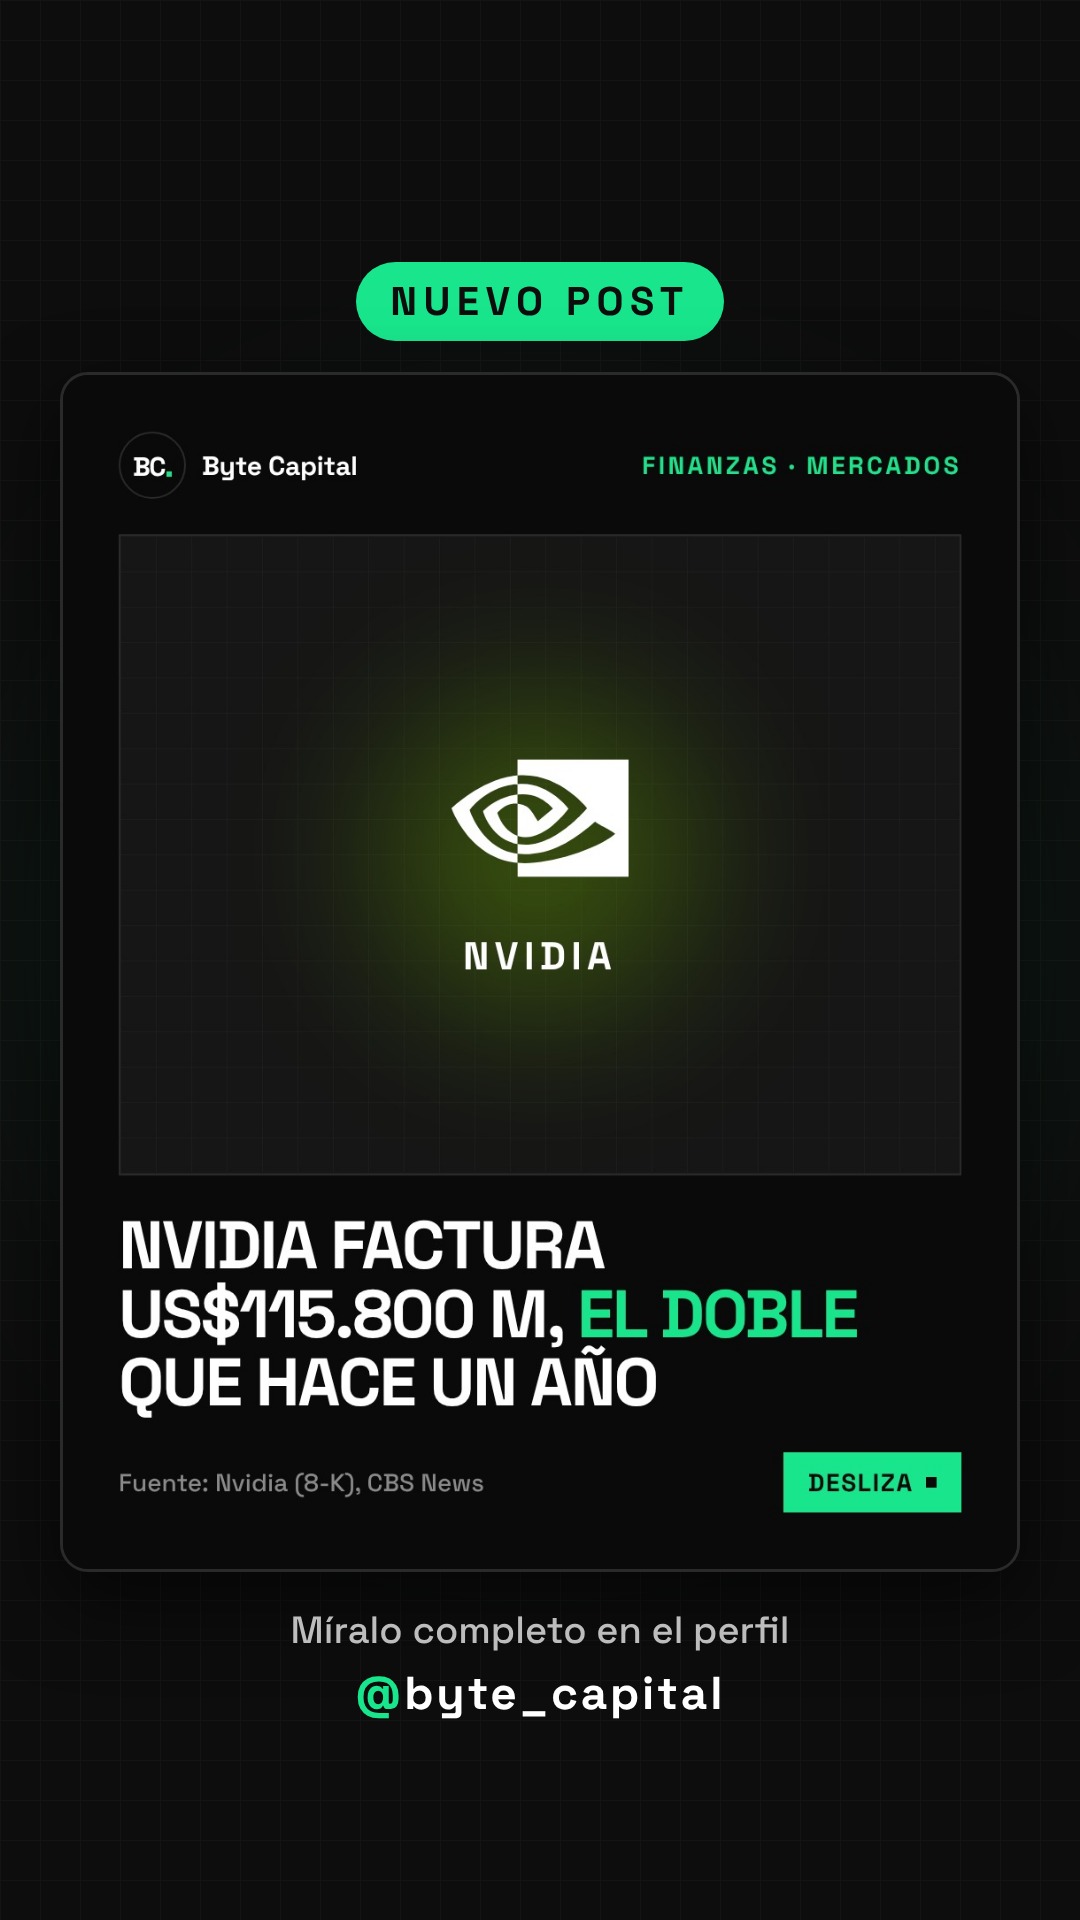 NUEVO POST
BC.
Byte Capital
FINANZAS · MERCADOS
NVIDIA
NVIDIA FACTURA
US$115.800 M, EL DOBLE
QUE HACE UN AÑO
Fuente: Nvidia (8-K), CBS News
DESLIZA
Míralo completo en el perfil
@byte_capital